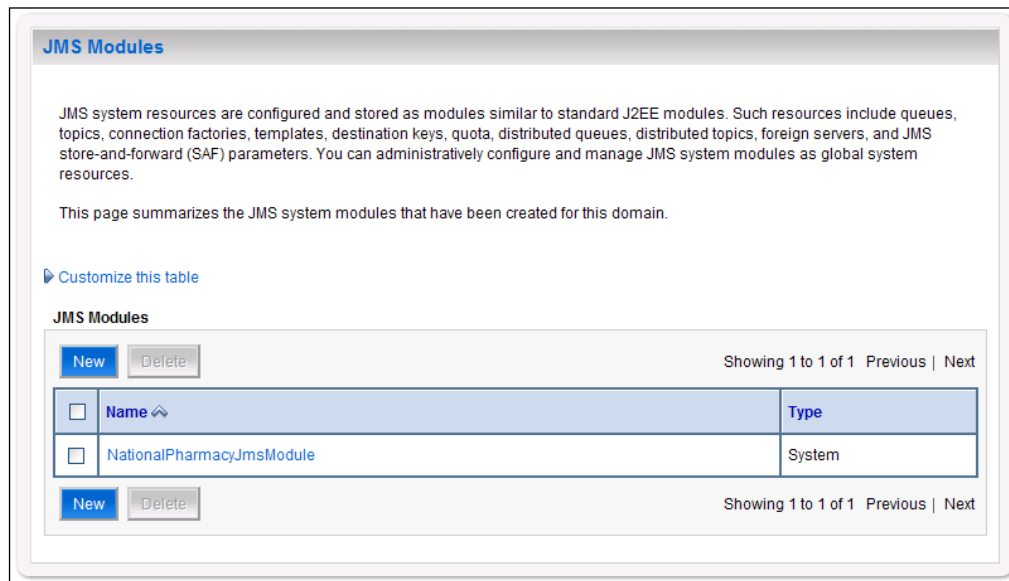 JMS Modules
JMS system resources are configured and stored as modules similar to standard J2EE modules. Such resources include queues,
topics, connection factories, templates, destination keys, quota, distributed queues, distributed topics, foreign servers, and JMS
store-and-forward (SAF) parameters. You can administratively configure and manage JMS system modules as global system
resources.
This page summarizes the JMS system modules that have been created for this domain.
Customize this table
JMS Modules
New Delete Showing 1 to 1 of 1 Previous | Next
Name Type
NationalPharmacyJmsModule System
New Delete Showing 1 to 1 of 1 Previous | Next